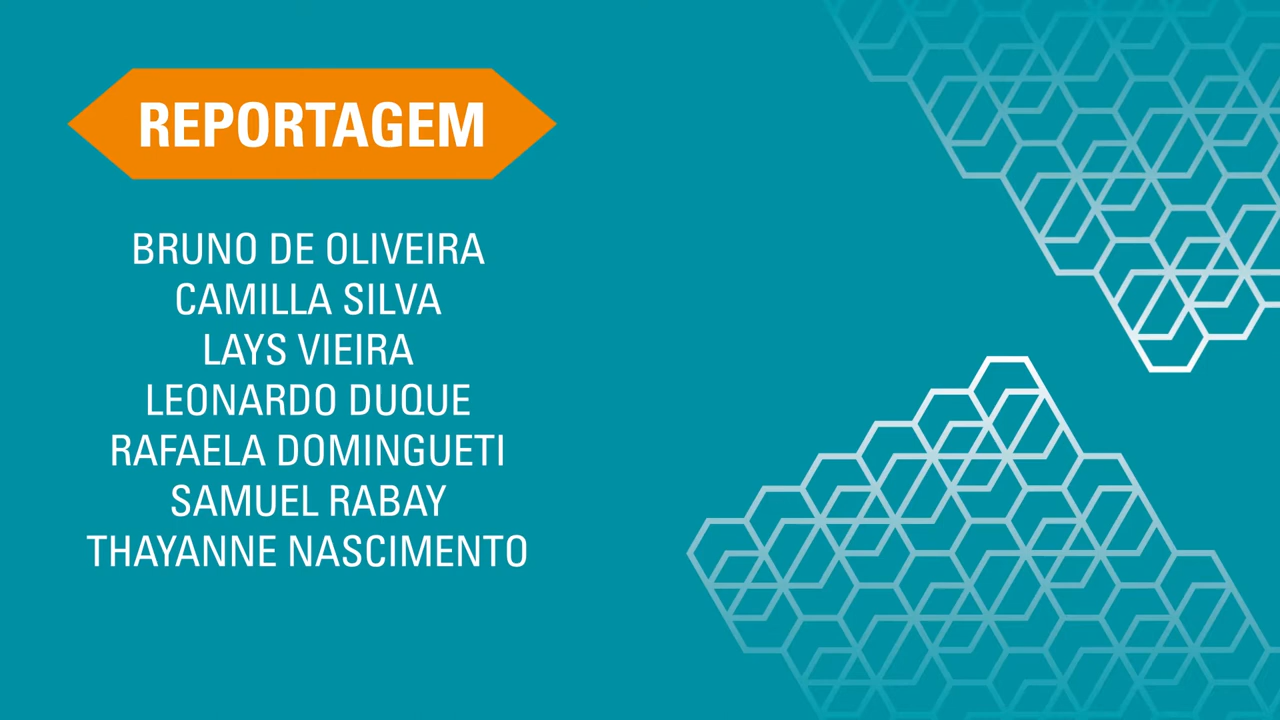 REPORTAGEM
BRUNO DE OLIVEIRA
CAMILLA SILVA
LAYS VIEIRA
LEONARDO DUQUE
RAFAELA DOMINGUETI
SAMUEL RABAY
THAYANNE NASCIMENTO